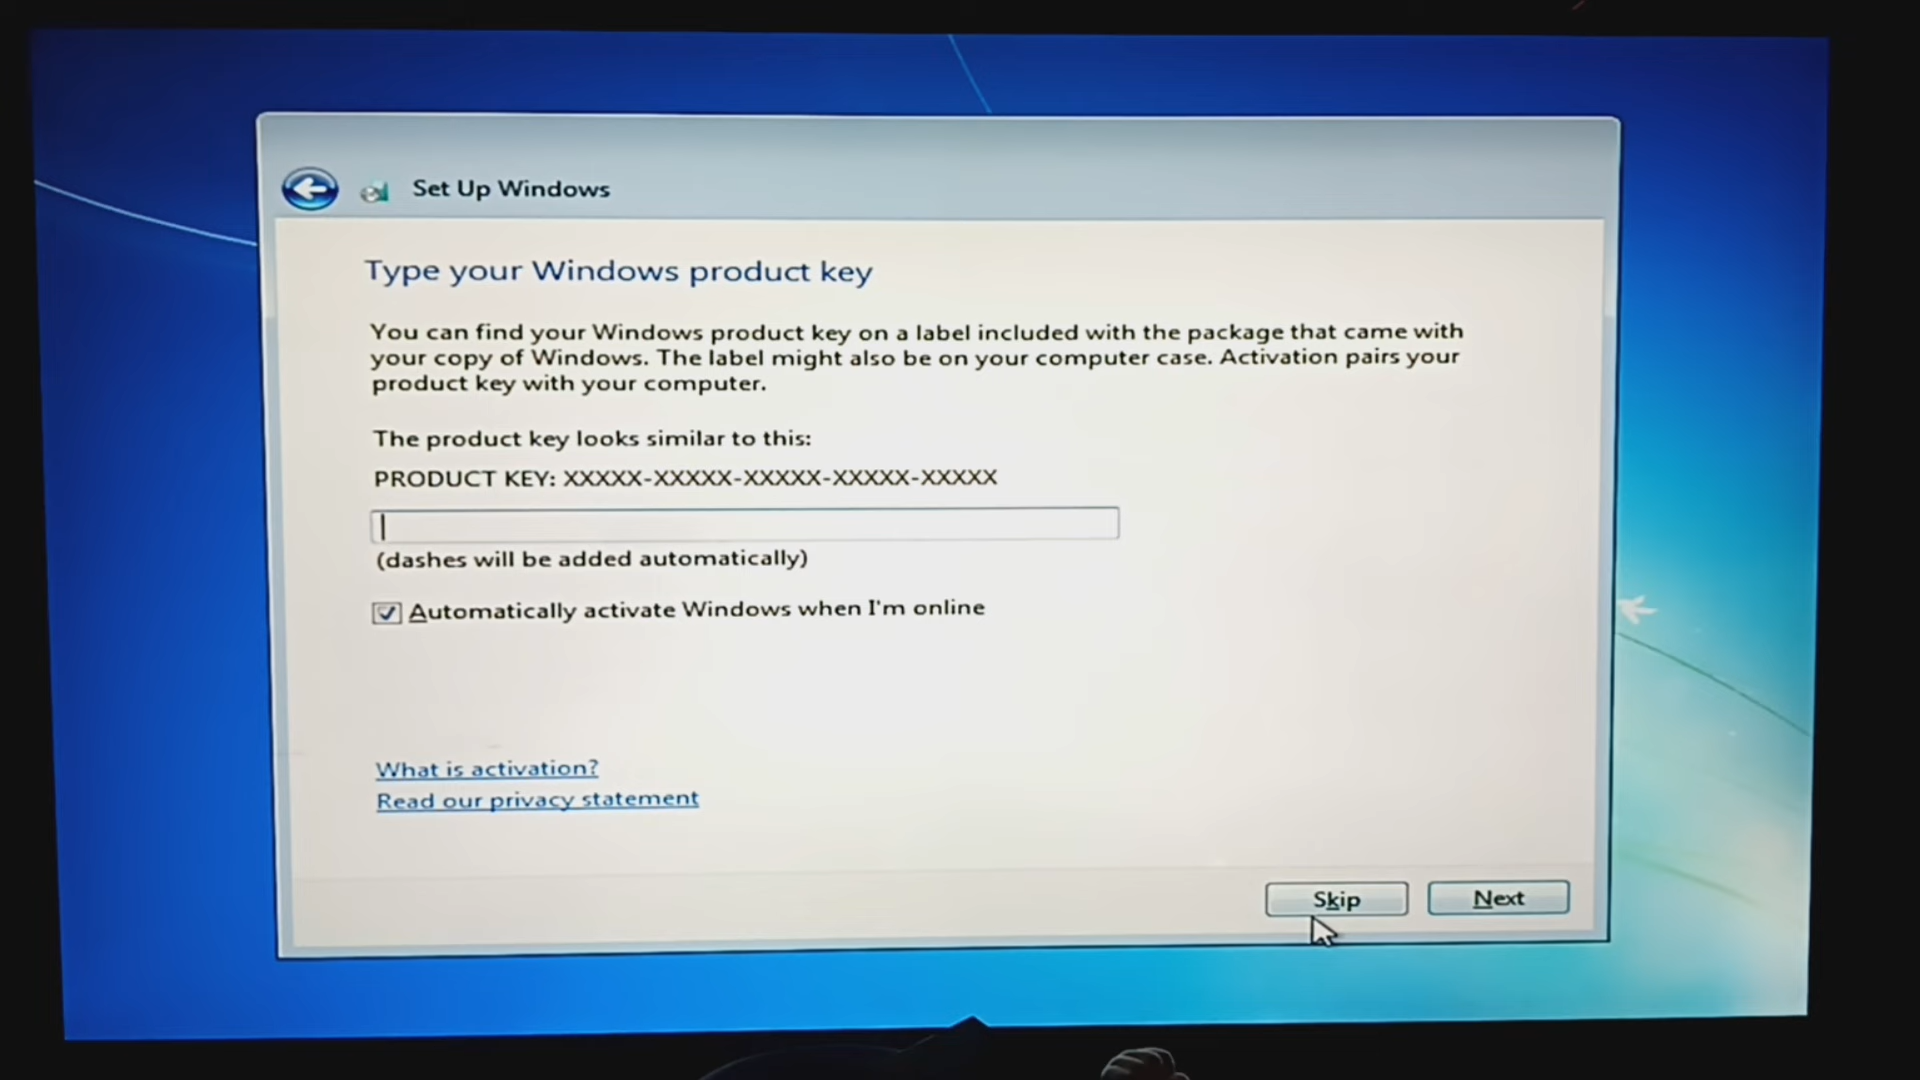 Set Up Windows
Type your Windows product key
You can find your Windows product key on a label included with the package that came with
your copy of Windows. The label might also be on your computer case. Activation pairs your
product key with your computer.
The product key looks similar to this:
PRODUCT KEY: XXXXX-XXXXX-XXXXX-XXXXX-XXXXX
(dashes will be added automatically)
Automatically activate Windows when I'm online
What is activation?
Read our privacy statement
Skip Next